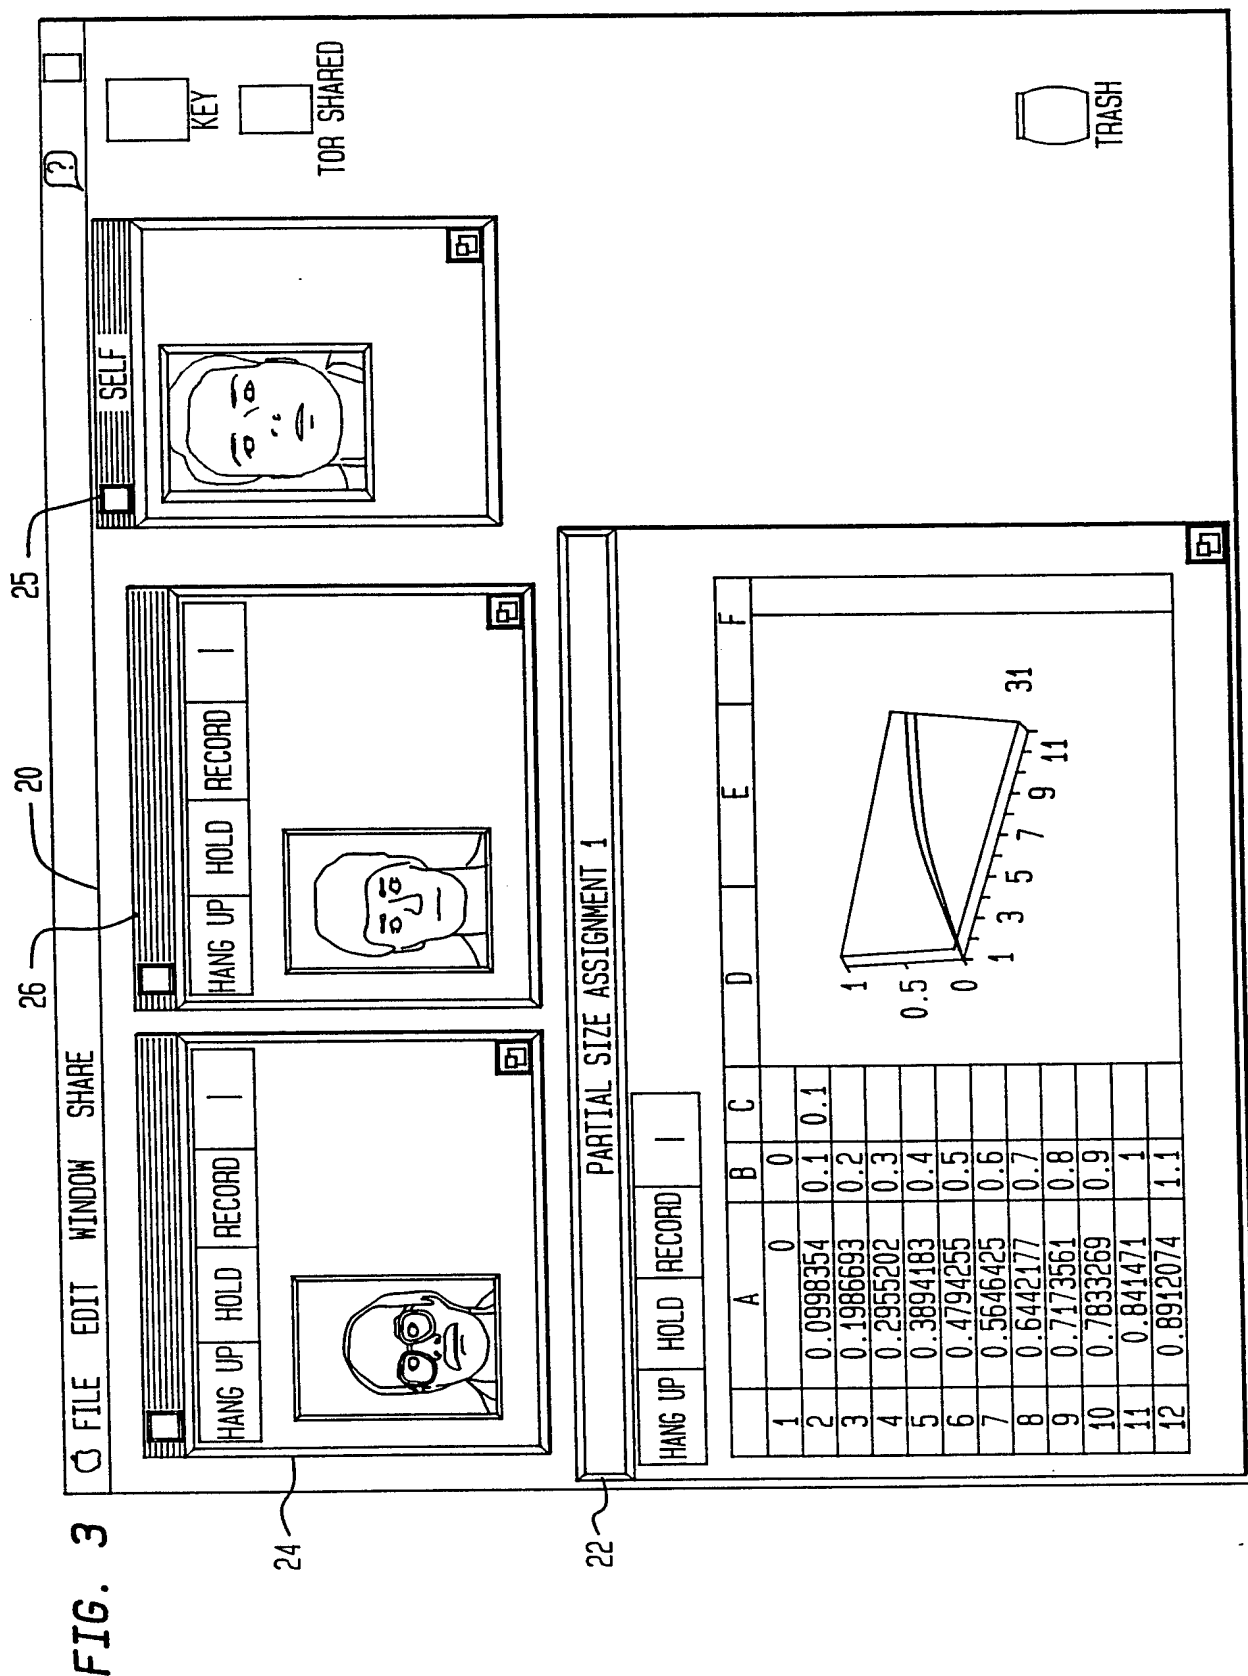 FIG. 3
26
20
25
FILE EDIT WINDOW SHARE
?
SELF
KEY
TOR SHARED
HANG UP HOLD RECORD |
HANG UP HOLD RECORD |
24
22
PARTIAL SIZE ASSIGNMENT 1
HANG UP HOLD RECORD |
A B C D E F
1 0 0
2 0.0998354 0.1 0.1
3 0.1986693 0.2
4 0.2955202 0.3
5 0.3894183 0.4
6 0.4794255 0.5
7 0.5646425 0.6
8 0.6442177 0.7
9 0.7173561 0.8
10 0.7833269 0.9
11 0.841471 1
12 0.8912074 1.1
1
0.5
0
1 3 5 7 9 11
31
TRASH